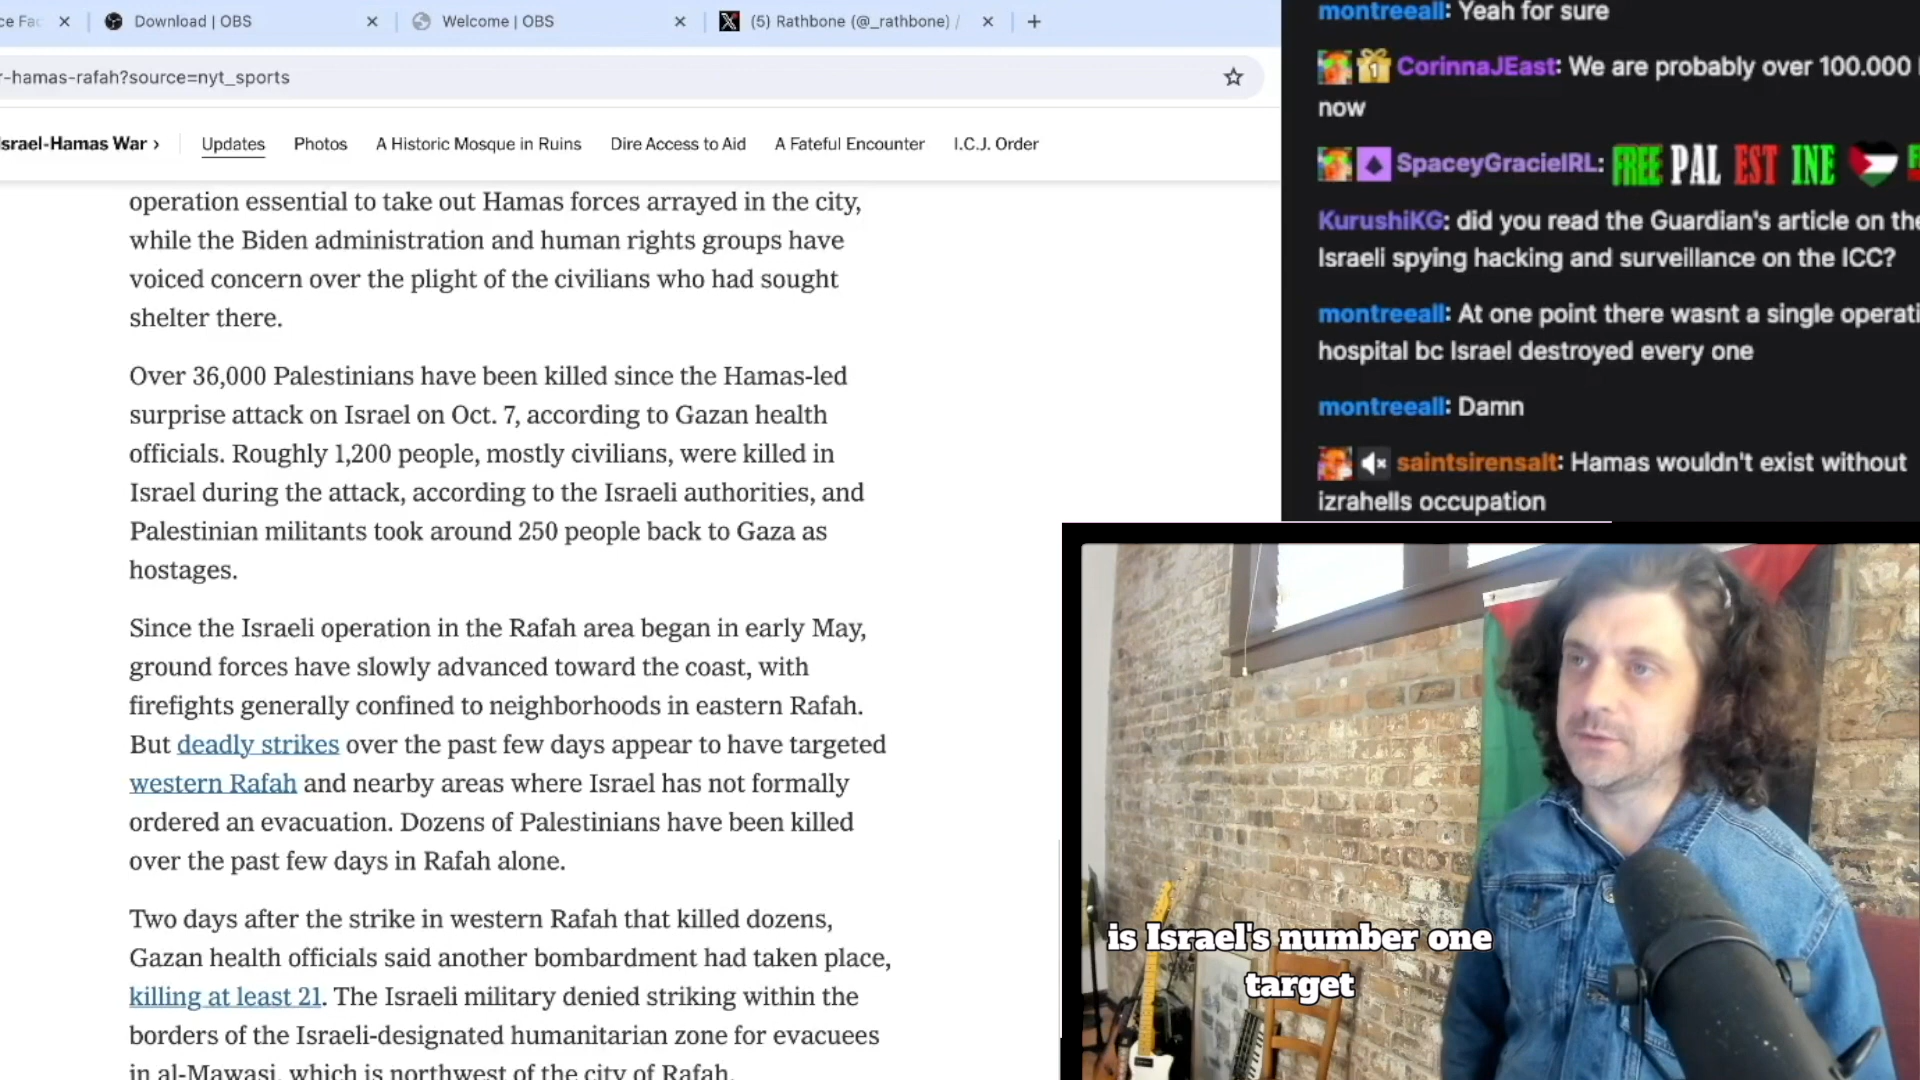 Download | OBS
Welcome | OBS
(5) Rathbone (@_rathbone) /
r-hamas-rafah?source=nyt_sports
Israel-Hamas War ›
Updates
Photos
A Historic Mosque in Ruins
Dire Access to Aid
A Fateful Encounter
I.C.J. Order
operation essential to take out Hamas forces arrayed in the city,
while the Biden administration and human rights groups have
voiced concern over the plight of the civilians who had sought
shelter there.
Over 36,000 Palestinians have been killed since the Hamas-led
surprise attack on Israel on Oct. 7, according to Gazan health
officials. Roughly 1,200 people, mostly civilians, were killed in
Israel during the attack, according to the Israeli authorities, and
Palestinian militants took around 250 people back to Gaza as
hostages.
Since the Israeli operation in the Rafah area began in early May,
ground forces have slowly advanced toward the coast, with
firefights generally confined to neighborhoods in eastern Rafah.
But deadly strikes over the past few days appear to have targeted
western Rafah and nearby areas where Israel has not formally
ordered an evacuation. Dozens of Palestinians have been killed
over the past few days in Rafah alone.
Two days after the strike in western Rafah that killed dozens,
Gazan health officials said another bombardment had taken place,
killing at least 21. The Israeli military denied striking within the
borders of the Israeli-designated humanitarian zone for evacuees
in al-Mawasi, which is northwest of the city of Rafah.
montreeall: Yeah for sure
1 CorinnaJEast: We are probably over 100.000
now
SpaceyGracieIRL: FREE PAL EST INE
KurushiKG: did you read the Guardian's article on the
Israeli spying hacking and surveillance on the ICC?
montreeall: At one point there wasnt a single operati
hospital bc Israel destroyed every one
montreeall: Damn
saintsirensalt: Hamas wouldn't exist without
izrahells occupation
is Israel's number one
target